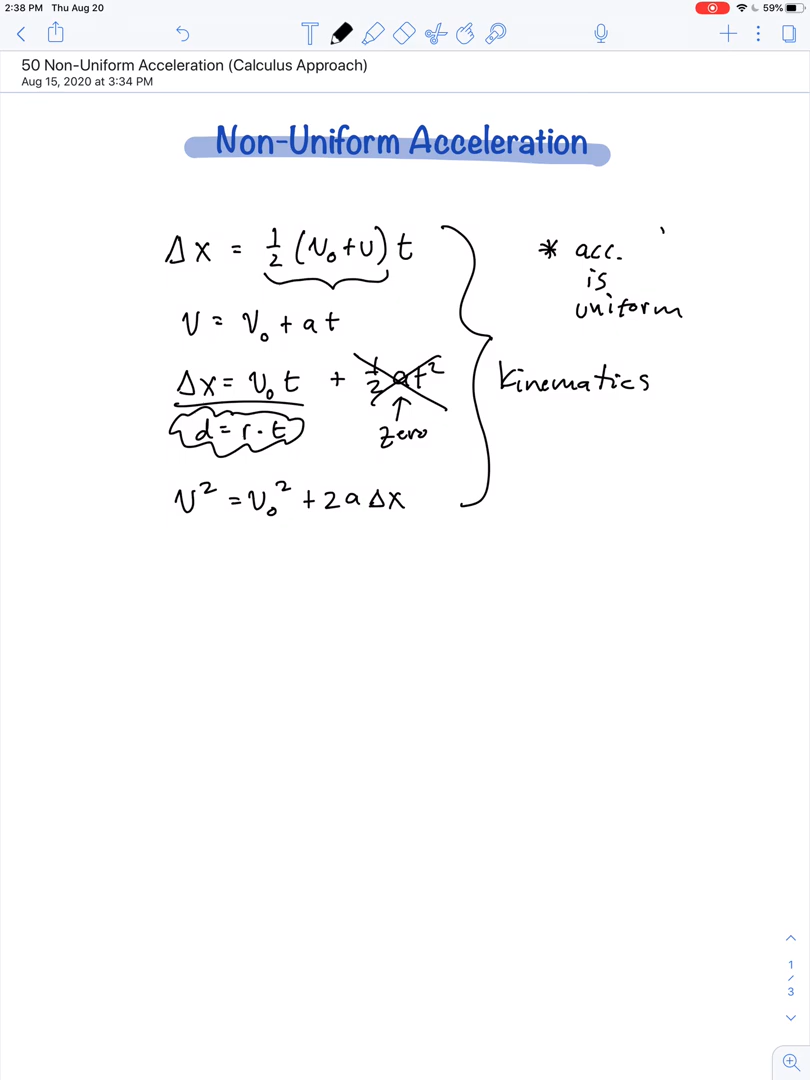 2:38 PM Thu Aug 20
59%
50 Non-Uniform Acceleration (Calculus Approach)
Aug 15, 2020 at 3:34 PM
Non-Uniform Acceleration
Δx = 1/2 (v₀+v) t
* acc.
is
uniform
v = v₀ + at
Δx = v₀t + 1/2 at²
Kinematics
d = r · t
zero
v² = v₀² + 2aΔx
1
/
3